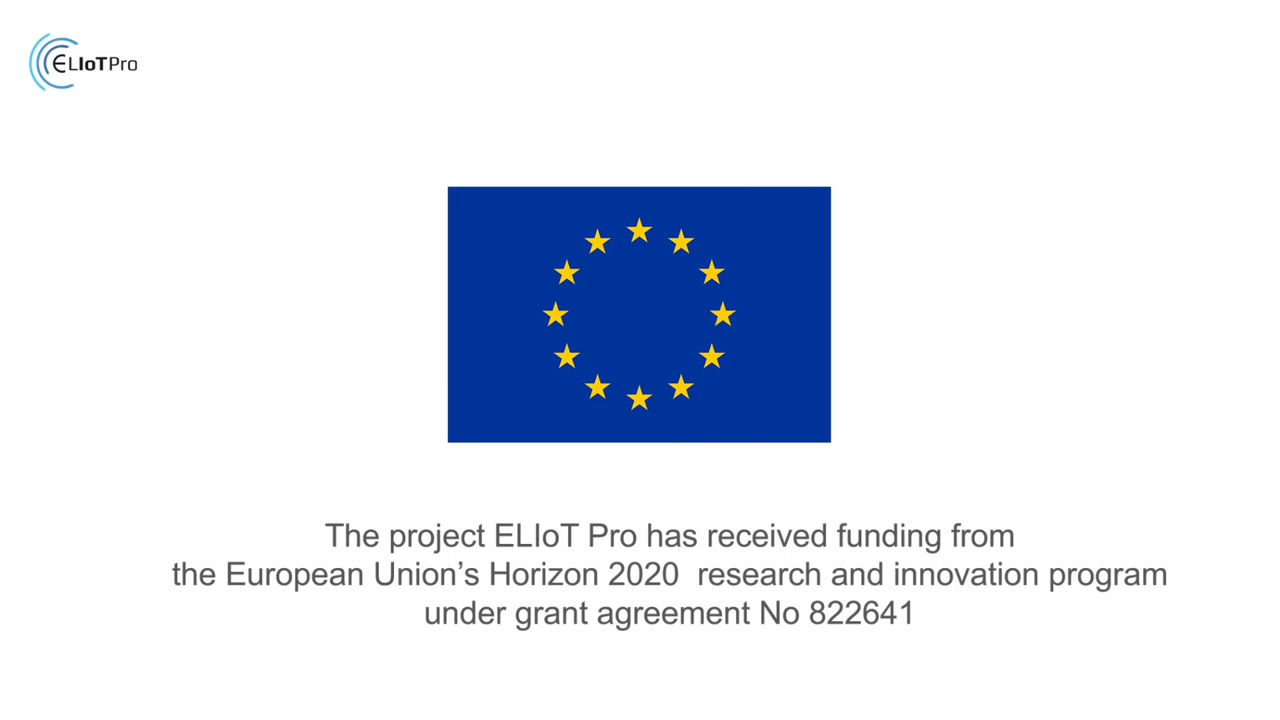 ELIoTPro
The project ELIoT Pro has received funding from
the European Union's Horizon 2020  research and innovation program
under grant agreement No 822641